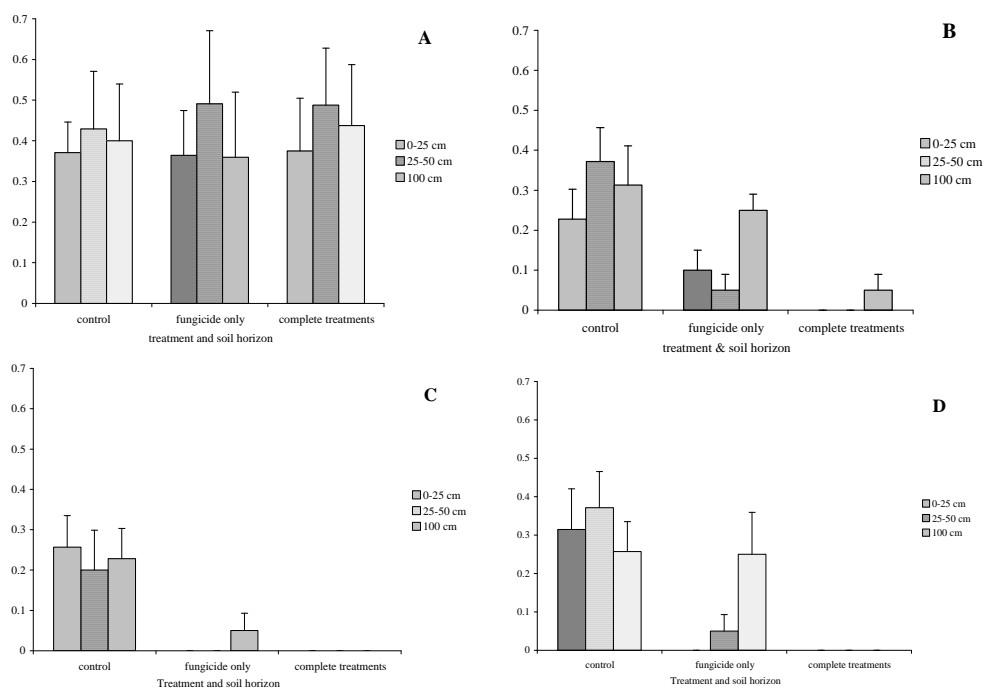 A
0.7
0.6
0.5
0.4
0.3
0.2
0.1
0
0-25 cm
25-50 cm
100 cm
control fungicide only complete treatments
treatment and soil horizon
B
0.7
0.6
0.5
0.4
0.3
0.2
0.1
0
0-25 cm
25-50 cm
100 cm
control fungicide only complete treatments
treatment & soil horizon
C
0.7
0.6
0.5
0.4
0.3
0.2
0.1
0
0-25 cm
25-50 cm
100 cm
control fungicide only complete treatments
Treatment and soil horizon
D
0.7
0.6
0.5
0.4
0.3
0.2
0.1
0
0-25 cm
25-50 cm
100 cm
control fungicide only complete treatments
Treatment and soil horizon